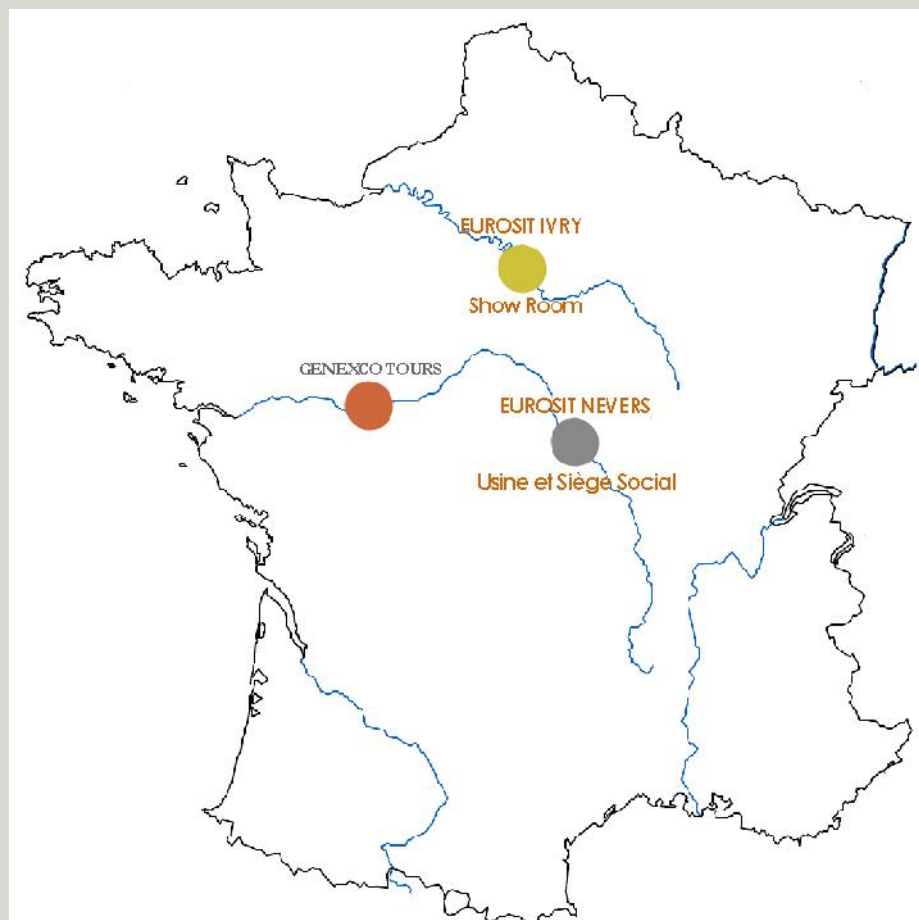 EUROSIT IVRY
Show Room
GENEXCO TOURS
EUROSIT NEVERS
Usine et Siège Social